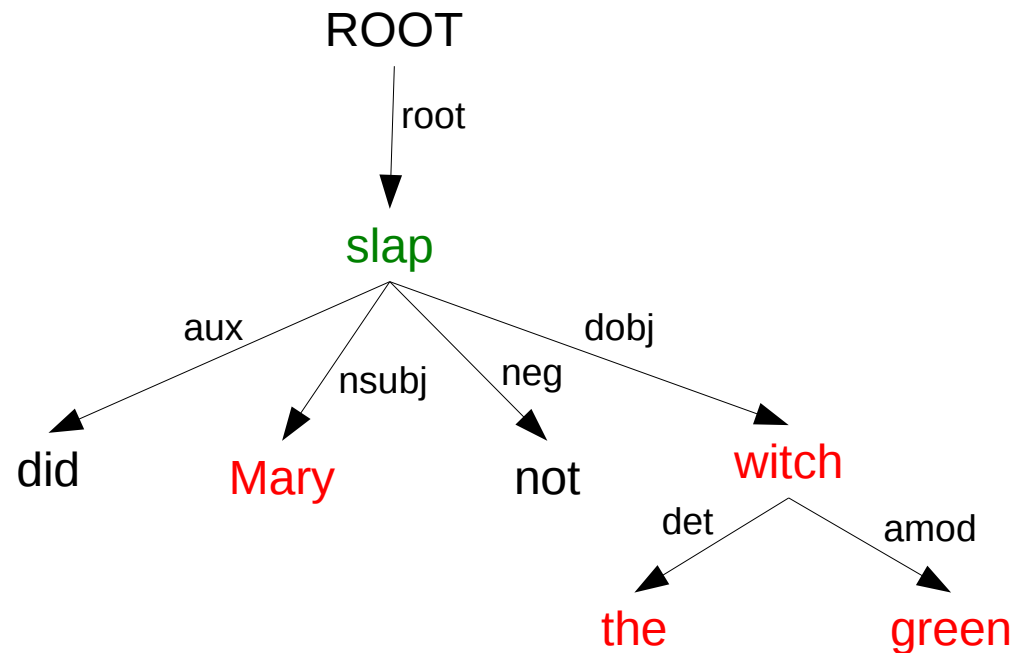 ROOT
root
slap
aux
dobj
nsubj
neg
did
Mary
not
witch
det
amod
the
green